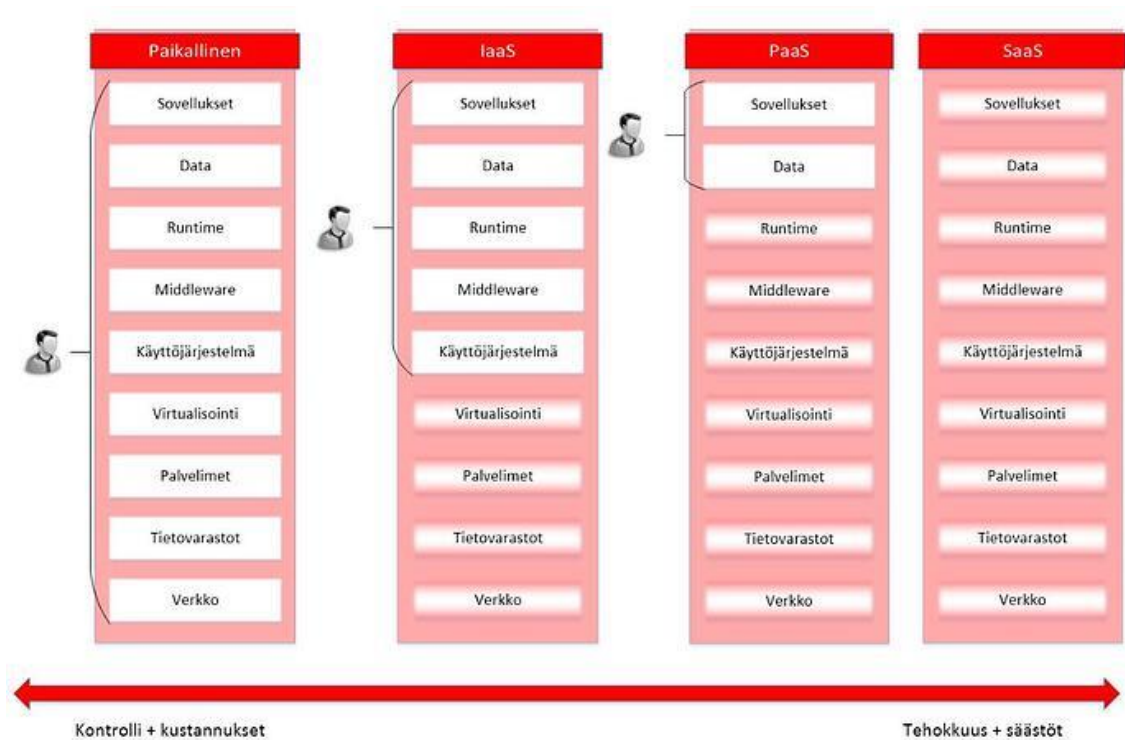 Paikallinen
Sovellukset
Data
Runtime
Middleware
Käyttöjärjestelmä
Virtualisointi
Palvelimet
Tietovarastot
Verkko
IaaS
Sovellukset
Data
Runtime
Middleware
Käyttöjärjestelmä
Virtualisointi
Palvelimet
Tietovarastot
Verkko
PaaS
Sovellukset
Data
Runtime
Middleware
Käyttöjärjestelmä
Virtualisointi
Palvelimet
Tietovarastot
Verkko
SaaS
Sovellukset
Data
Runtime
Middleware
Käyttöjärjestelmä
Virtualisointi
Palvelimet
Tietovarastot
Verkko
Kontrolli + kustannukset
Tehokkuus + säästöt